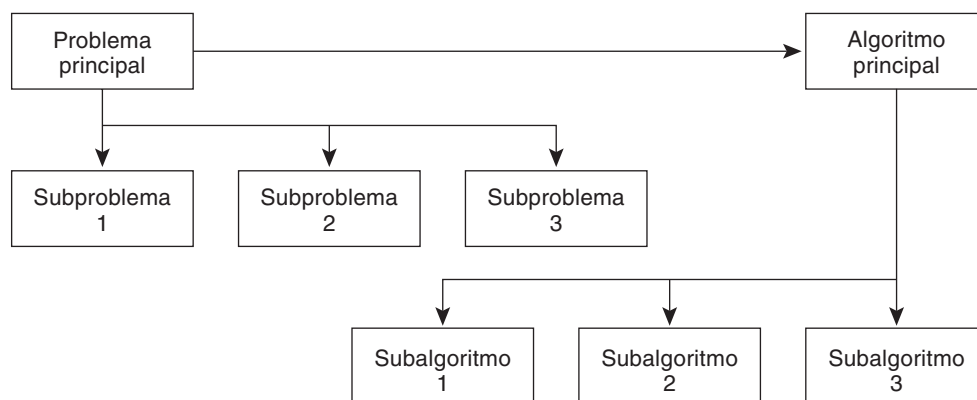 Problema
principal
Algoritmo
principal
Subproblema
1
Subproblema
2
Subproblema
3
Subalgoritmo
1
Subalgoritmo
2
Subalgoritmo
3